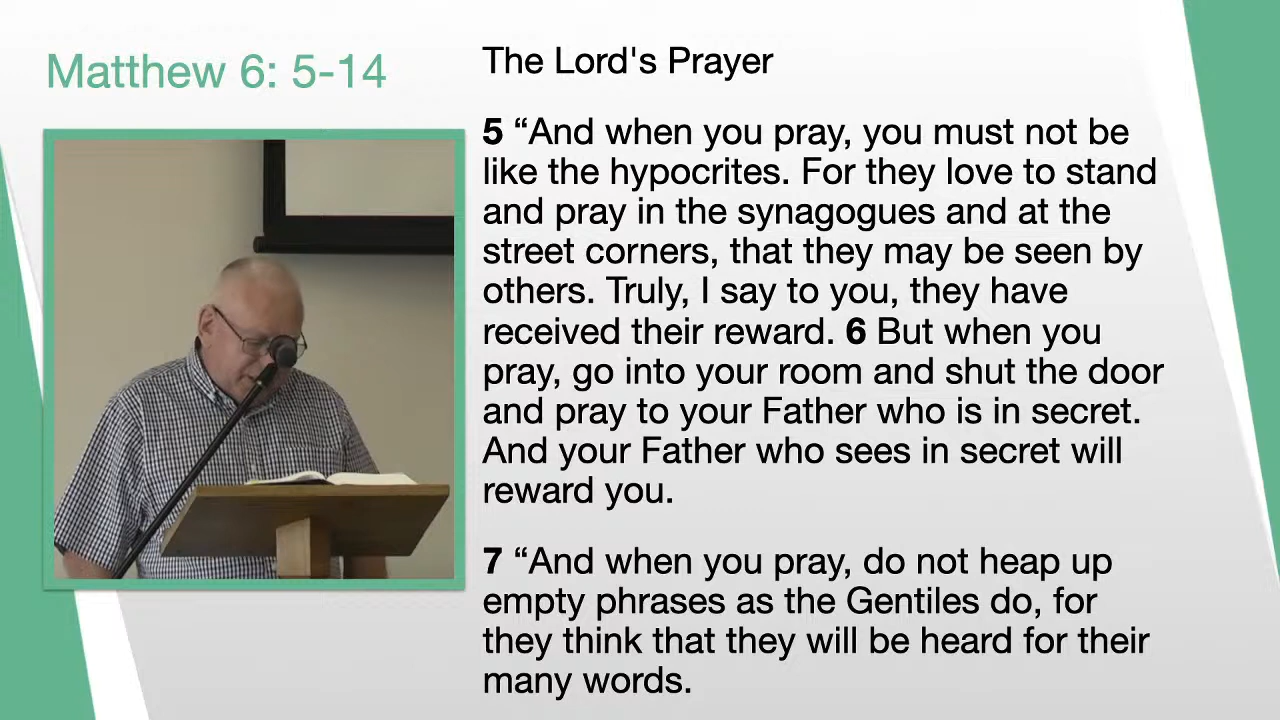 Matthew 6: 5-14
The Lord's Prayer
5 “And when you pray, you must not be
like the hypocrites. For they love to stand
and pray in the synagogues and at the
street corners, that they may be seen by
others. Truly, I say to you, they have
received their reward. 6 But when you
pray, go into your room and shut the door
and pray to your Father who is in secret.
And your Father who sees in secret will
reward you.
7 “And when you pray, do not heap up
empty phrases as the Gentiles do, for
they think that they will be heard for their
many words.